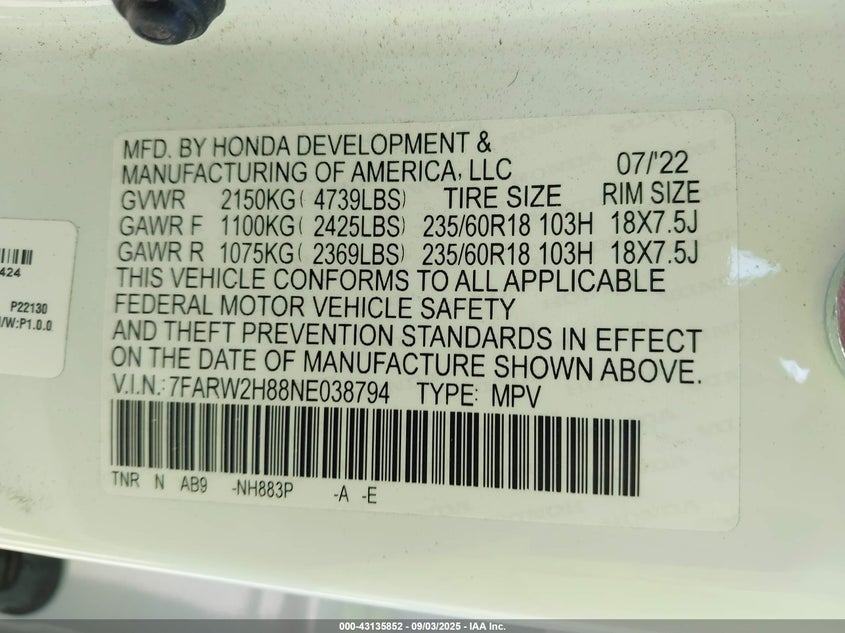 MFD. BY HONDA DEVELOPMENT &
MANUFACTURING OF AMERICA, LLC 07/'22
GVWR 2150KG( 4739LBS) TIRE SIZE RIM SIZE
GAWR F 1100KG( 2425LBS) 235/60R18 103H 18X7.5J
GAWR R 1075KG( 2369LBS) 235/60R18 103H 18X7.5J
THIS VEHICLE CONFORMS TO ALL APPLICABLE
FEDERAL MOTOR VEHICLE SAFETY
AND THEFT PREVENTION STANDARDS IN EFFECT
ON THE DATE OF MANUFACTURE SHOWN ABOVE.
V.I.N.: 7FARW2H88NE038794 TYPE: MPV
TNR N AB9 -NH883P -A -E
424
P22130
/W:P1.0.0
000-43135852 - 09/03/2025 - IAA Inc.